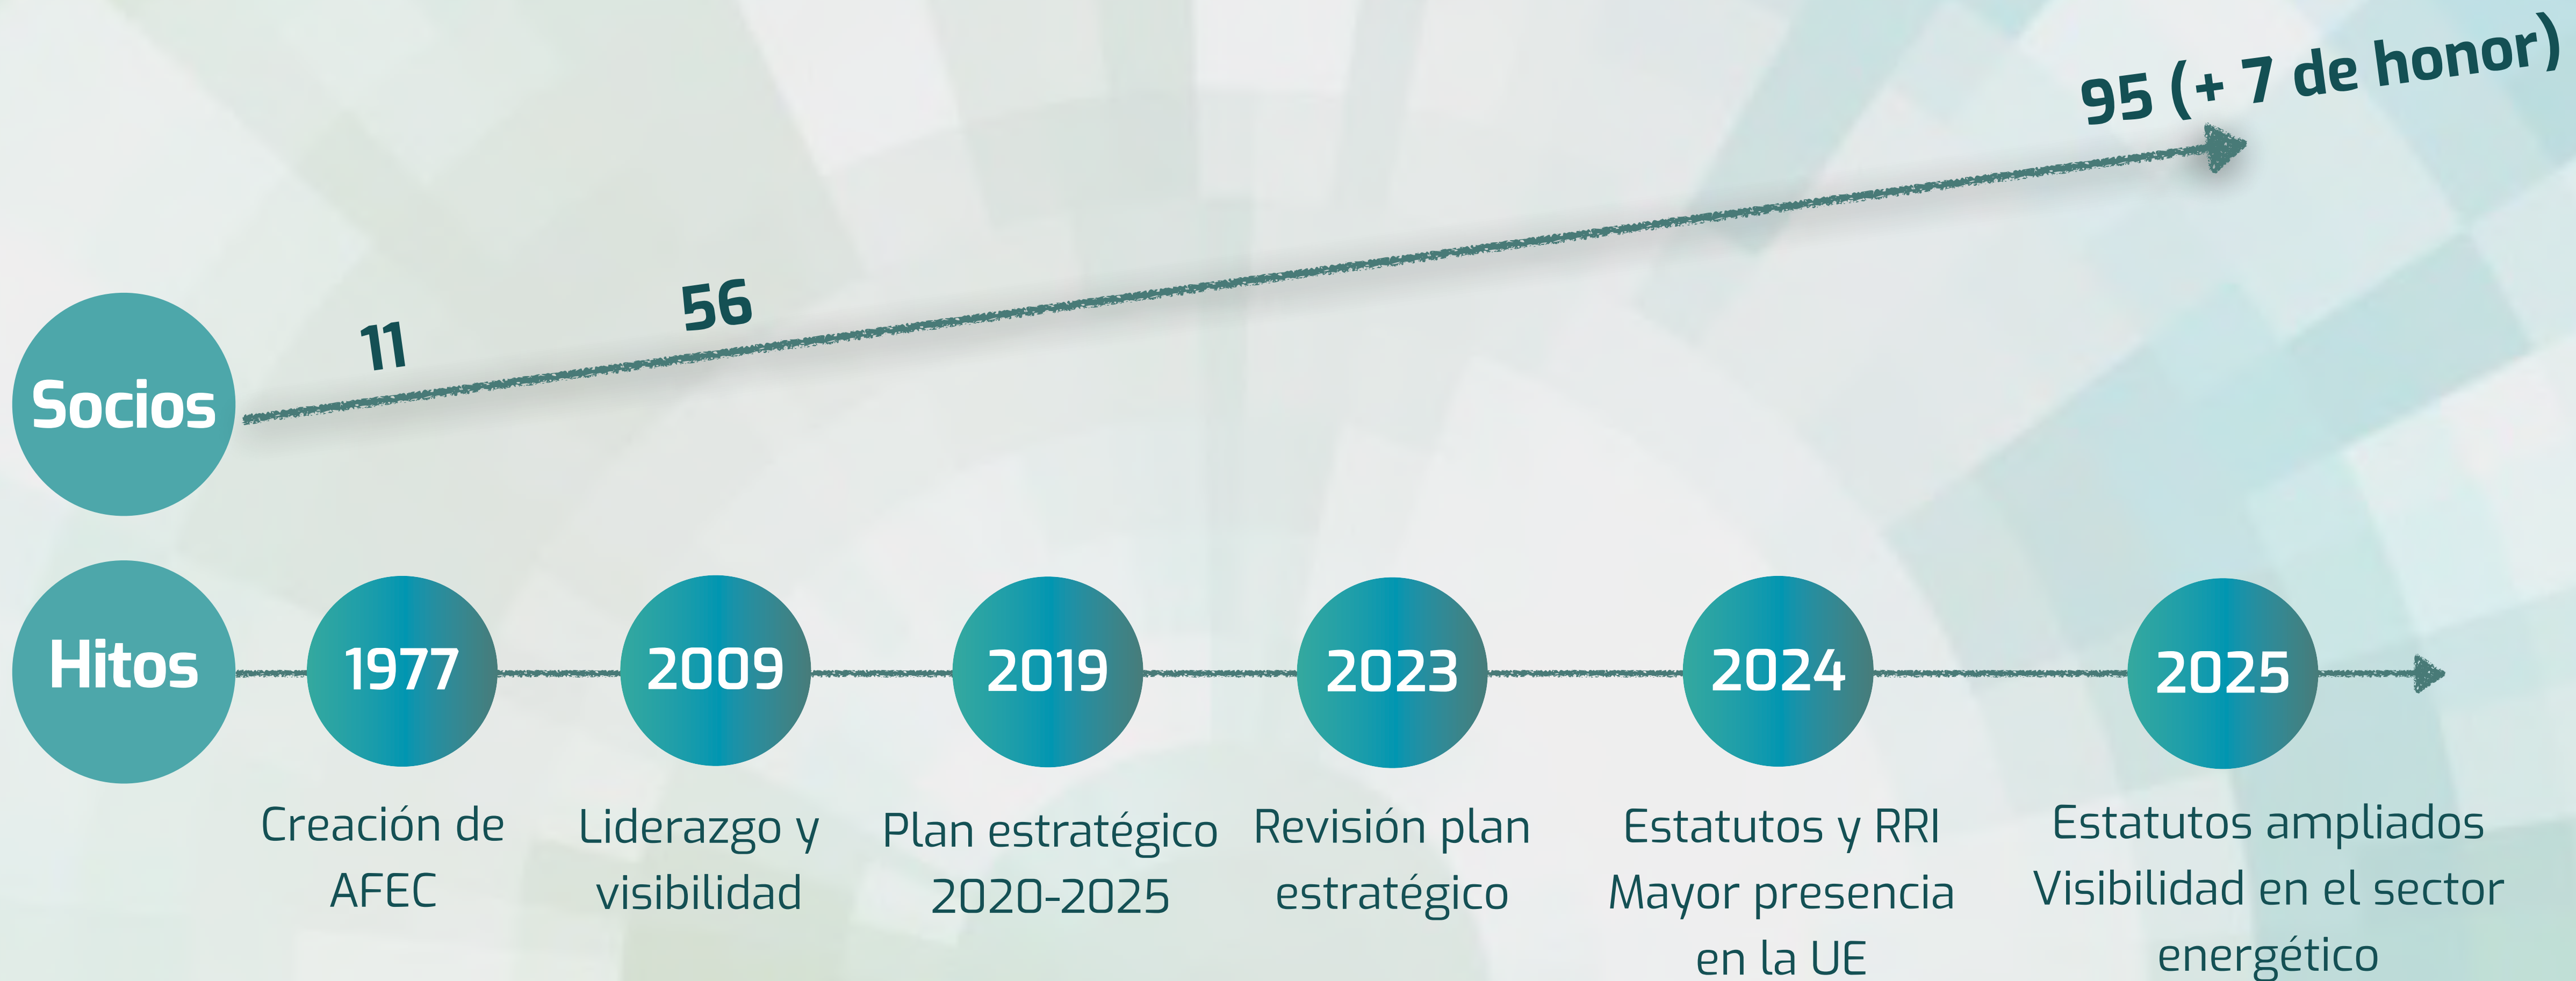 95 (+ 7 de honor)
56
11
Socios
Hitos
1977
2009
2019
2023
2024
2025
Creación de
AFEC
Liderazgo y
visibilidad
Plan estratégico
2020-2025
Revisión plan
estratégico
Estatutos y RRI
Mayor presencia
en la UE
Estatutos ampliados
Visibilidad en el sector
energético